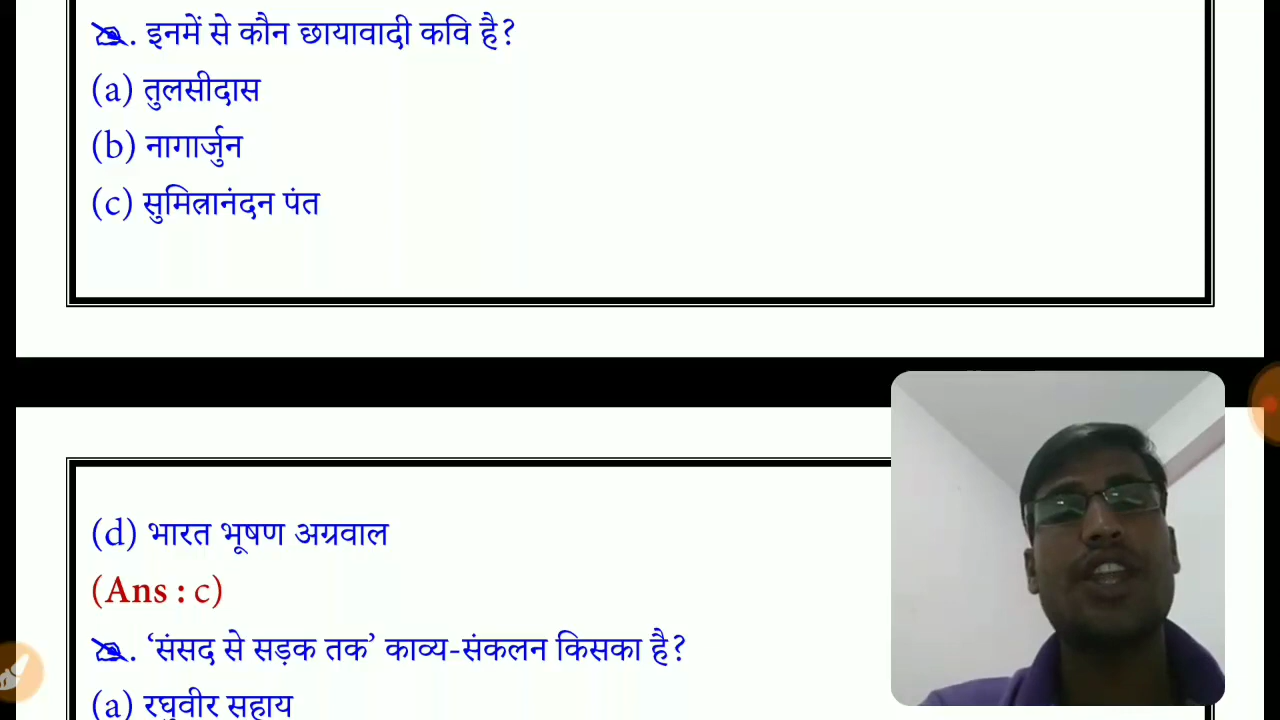 . इनमें से कौन छायावादी कवि है?
(a) तुलसीदास
(b) नागार्जुन
(c) सुमित्रानंदन पंत
(d) भारत भूषण अग्रवाल
(Ans : c)
. ‘संसद से सड़क तक’ काव्य-संकलन किसका है?
(a) रघुवीर सहाय